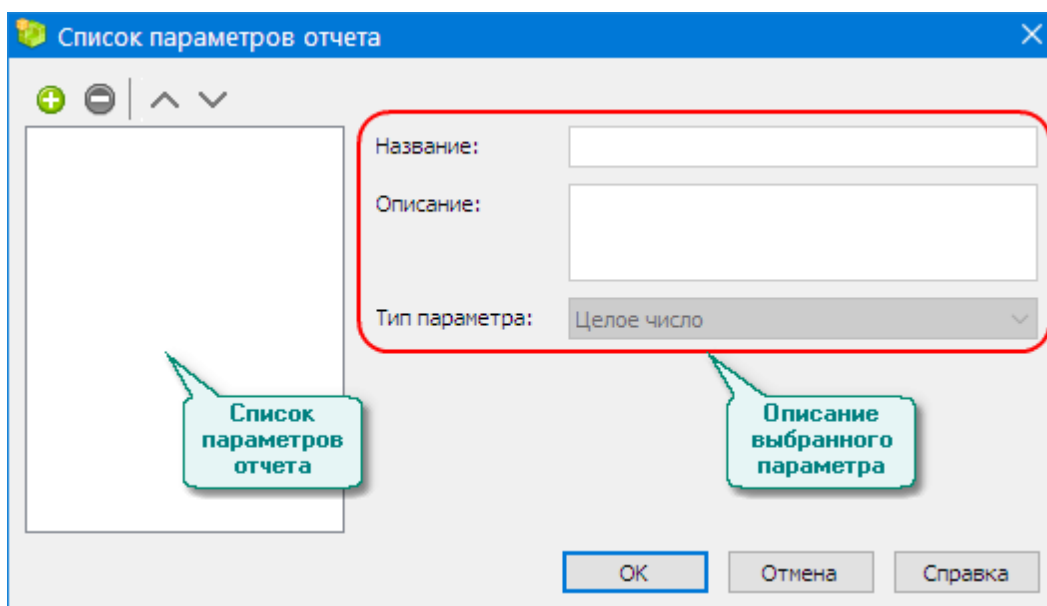 Список параметров отчета
Название:
Описание:
Тип параметра:
Целое число
Список
параметров
отчета
Описание
выбранного
параметра
OK
Отмена
Справка